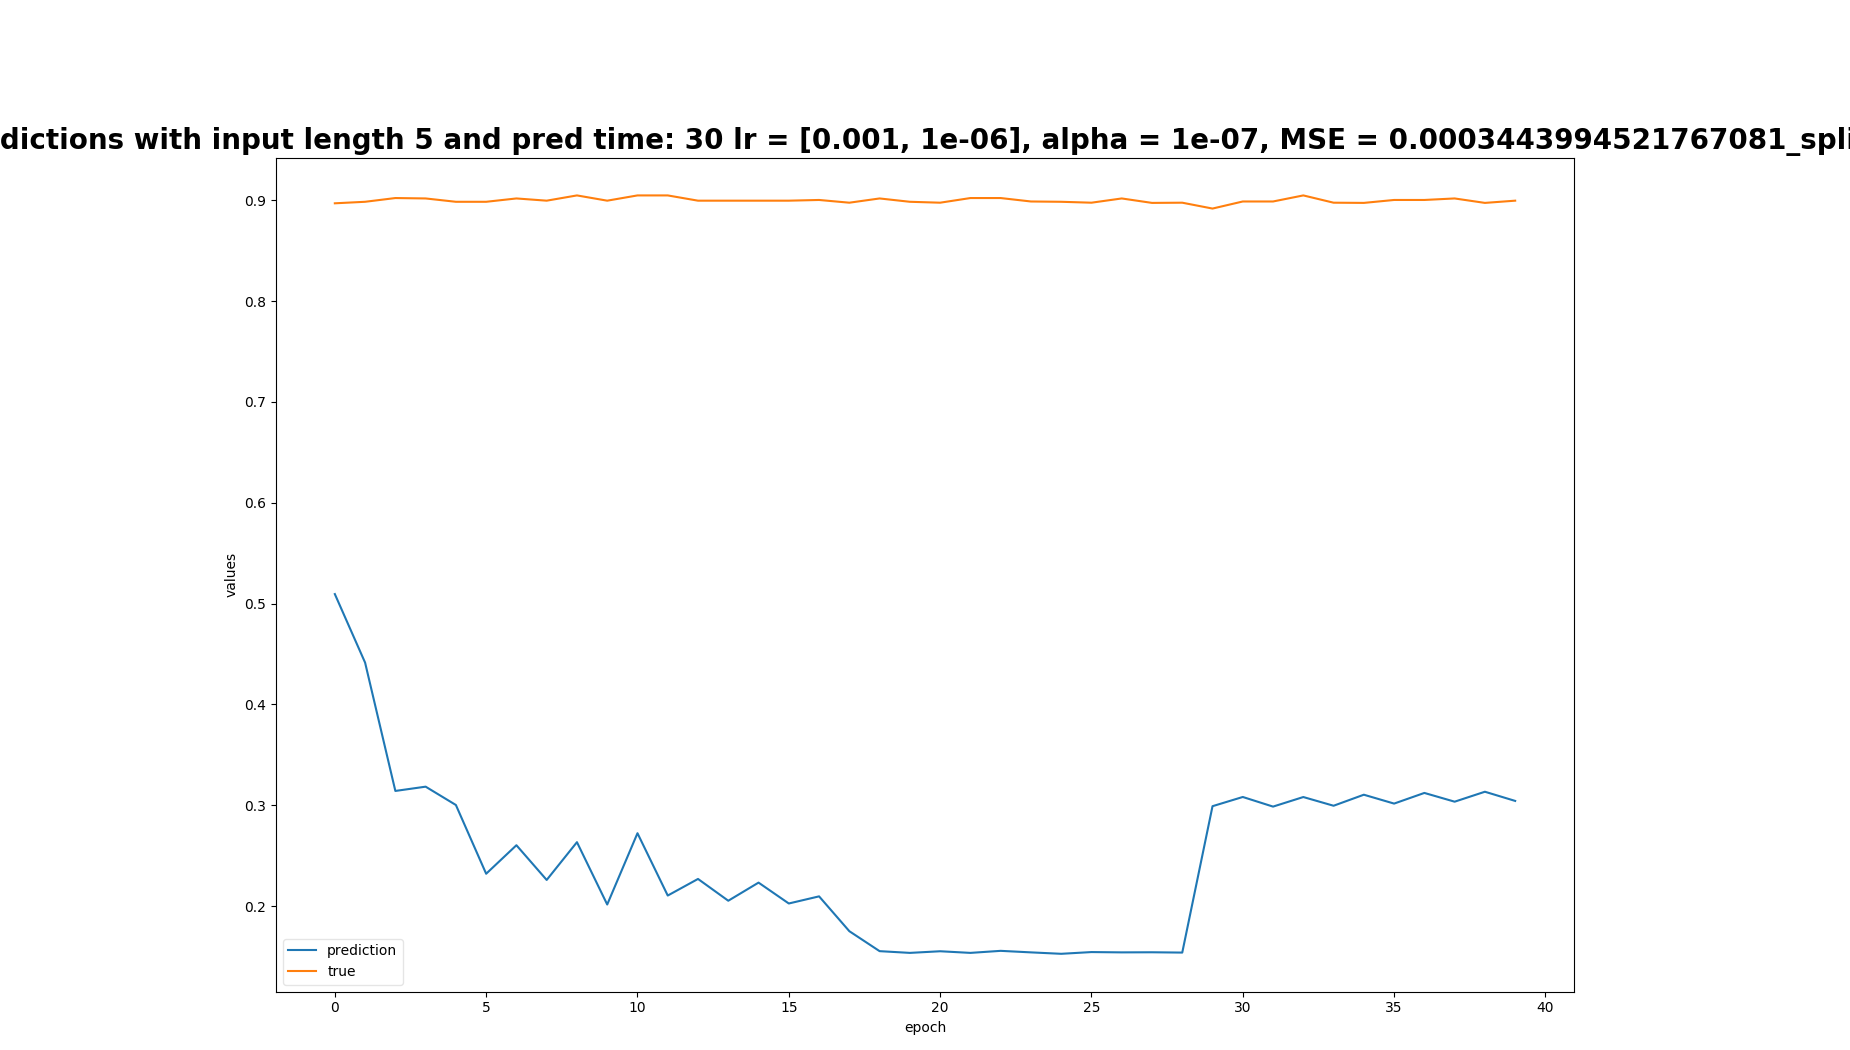 dictions with input length 5 and pred time: 30 lr = [0.001, 1e-06], alpha = 1e-07, MSE = 0.0003443994521767081_spli
0.9
0.8
0.7
0.6
0.5
0.4
0.3
0.2
values
prediction
true
0 5 10 15 20 25 30 35 40
epoch